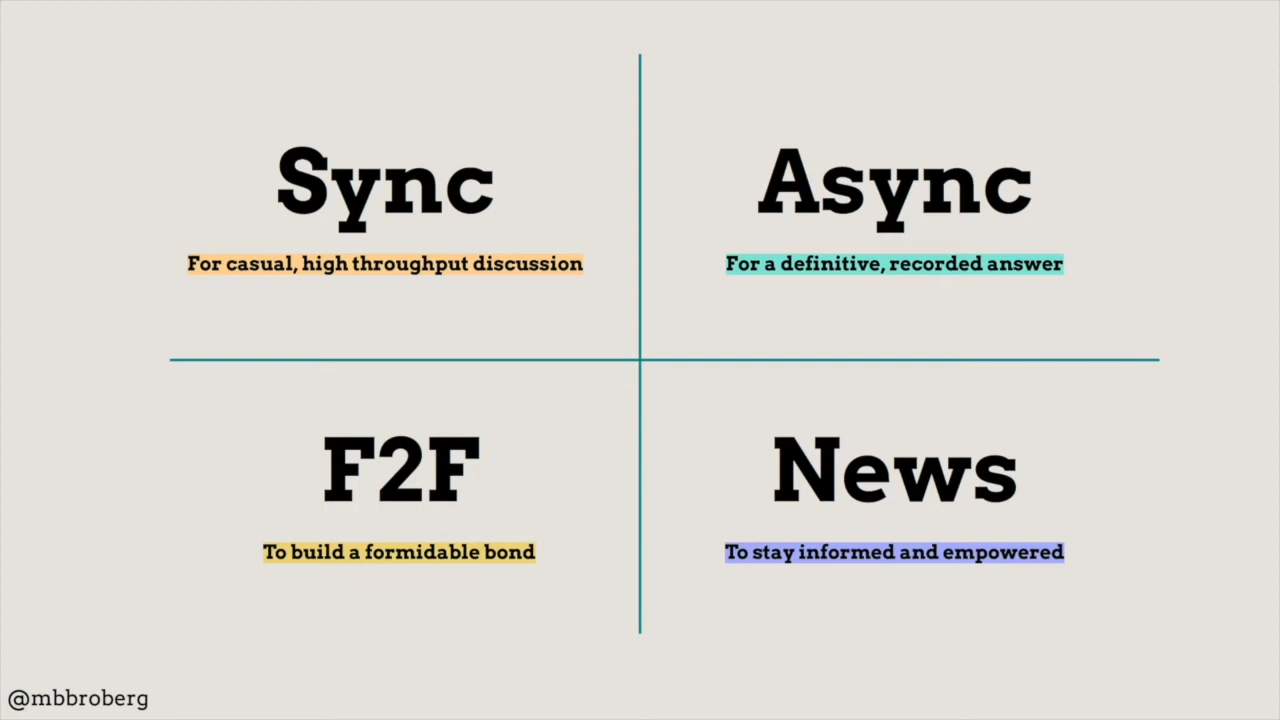 Sync
For casual, high throughput discussion
Async
For a definitive, recorded answer
F2F
To build a formidable bond
News
To stay informed and empowered
@mbbroberg